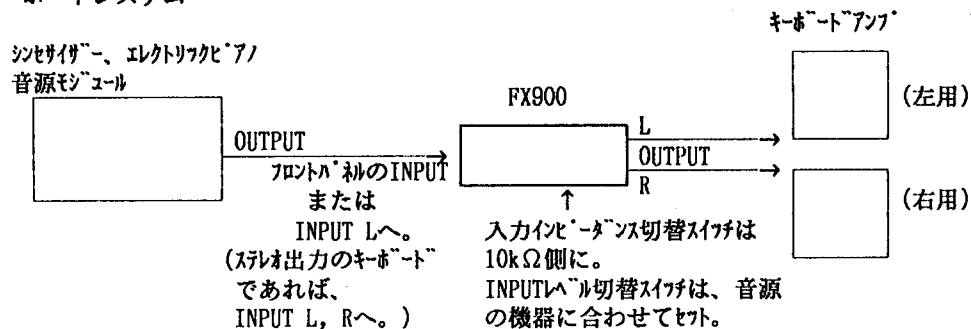 キーボードアンプ
シンセサイザー、エレクトリックピアノ
音源モジュール
FX900
(左用)
L
OUTPUT
OUTPUT
R
フロントパネルのINPUT
または
INPUT Lへ。
(ステレオ出力のキーボード
であれば、
INPUT L, Rへ。)
(右用)
入力インピーダンス切替スイッチは
10kΩ側に。
INPUTレベル切替スイッチは、音源
の機器に合わせてセット。